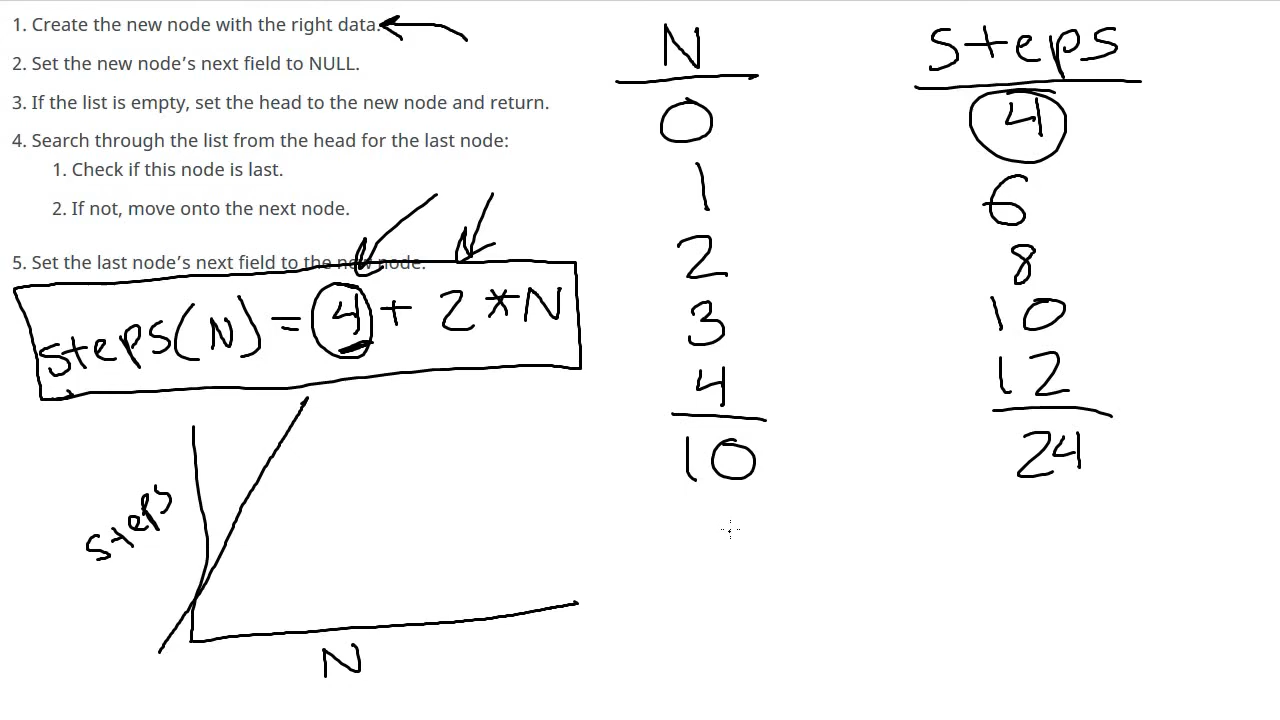 1. Create the new node with the right data.
2. Set the new node’s next field to NULL.
3. If the list is empty, set the head to the new node and return.
4. Search through the list from the head for the last node:
1. Check if this node is last.
2. If not, move onto the next node.
5. Set the last node’s next field to the new node.
steps(N) = 4 + 2 * N
steps
N
N steps
0 4
1 6
2 8
3 10
4 12
10 24